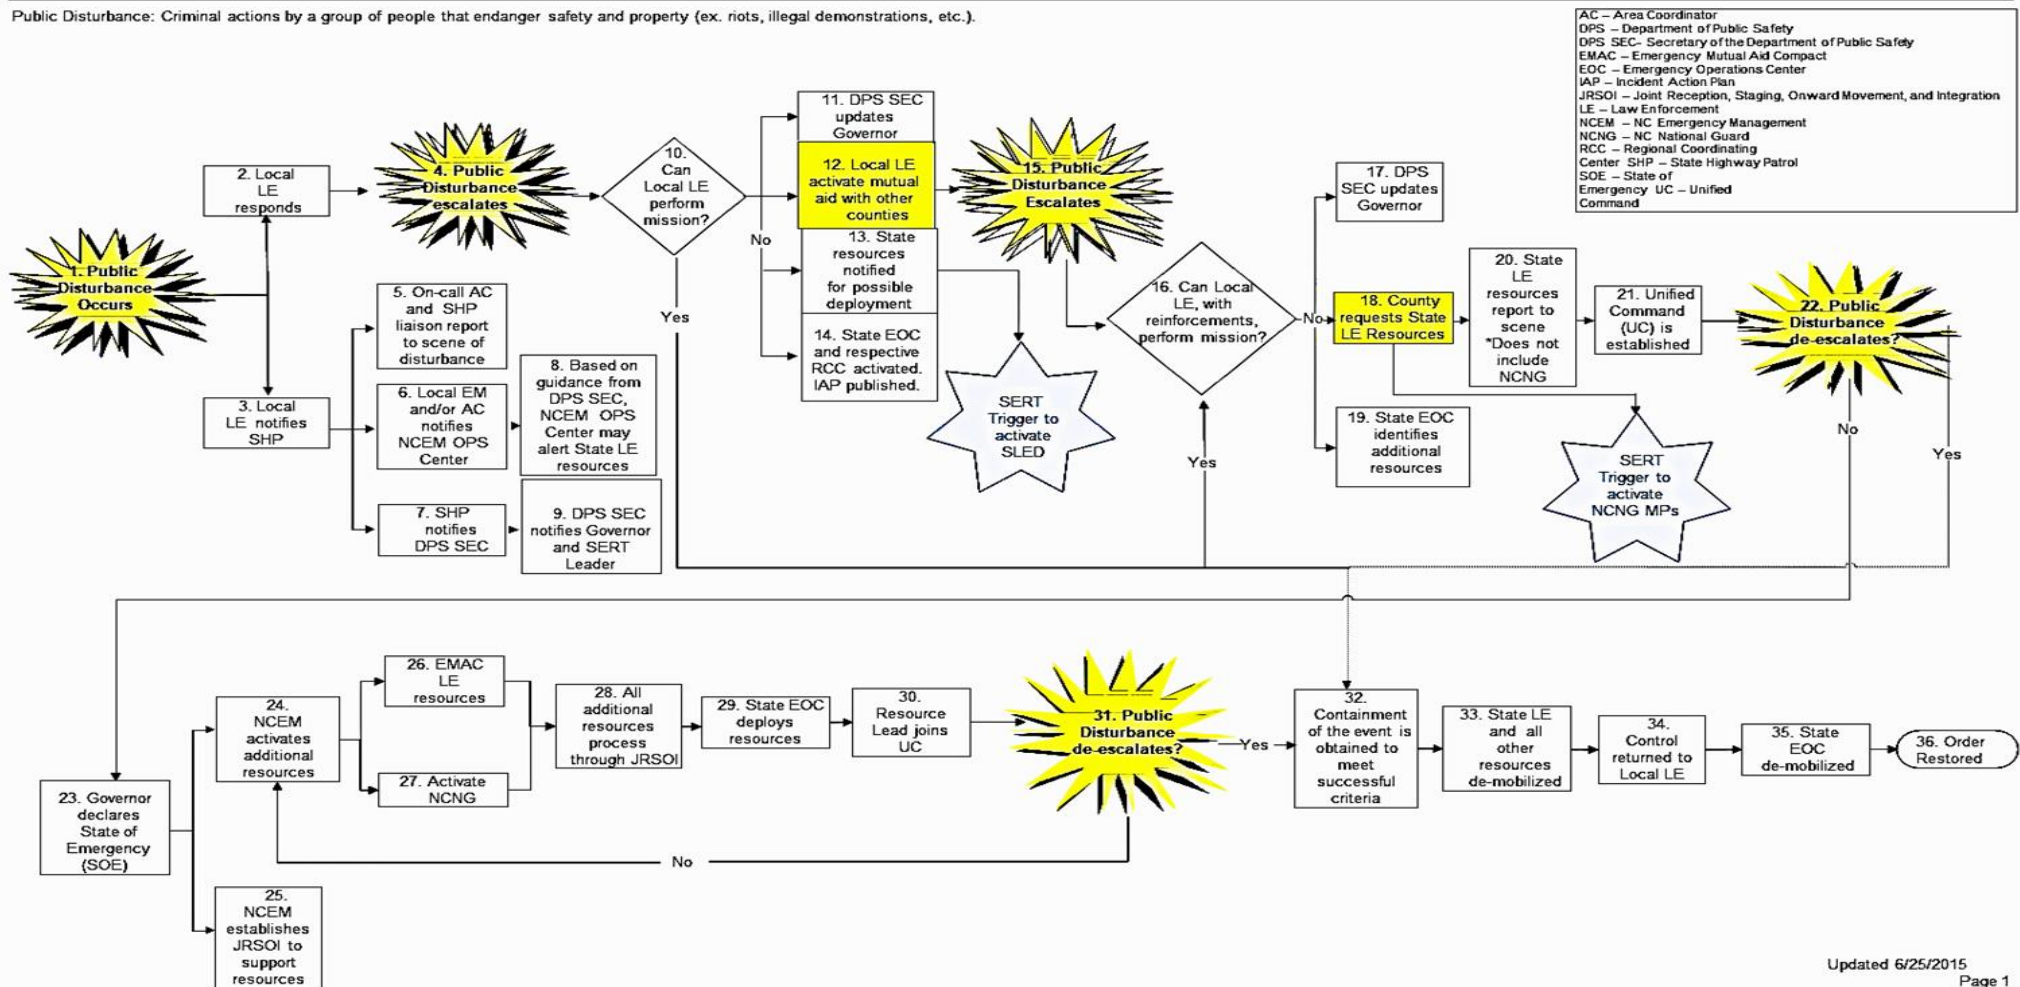 Public Disturbance: Criminal actions by a group of people that endanger safety and property (ex. riots, illegal demonstrations, etc.).
AC – Area Coordinator
DPS – Department of Public Safety
DPS SEC- Secretary of the Department of Public Safety
EMAC – Emergency Mutual Aid Compact
EOC – Emergency Operations Center
IAP – Incident Action Plan
JRSOI – Joint Reception, Staging, Onward Movement, and Integration
LE – Law Enforcement
NCEM – NC Emergency Management
NCNG – NC National Guard
RCC – Regional Coordinating
Center SHP – State Highway Patrol
SOE – State of
Emergency UC – Unified
Command
1. Public
Disturbance
Occurs
2. Local
LE
responds
3. Local
LE notifies
SHP
4. Public
Disturbance
escalates
5. On-call AC
and SHP
liaison report
to scene of
disturbance
6. Local EM
and/or AC
notifies
NCEM OPS
Center
7. SHP
notifies
DPS SEC
8. Based on
guidance from
DPS SEC,
NCEM OPS
Center may
alert State LE
resources
9. DPS SEC
notifies Governor
and SERT
Leader
10.
Can
Local LE
perform
mission?
No
Yes
11. DPS SEC
updates
Governor
12. Local LE
activate mutual
aid with other
counties
13. State
resources
notified
for possible
deployment
14. State EOC
and respective
RCC activated.
IAP published.
15. Public
Disturbance
Escalates
SERT
Trigger to
activate
SLED
16. Can Local
LE, with
reinforcements,
perform mission?
No
Yes
17. DPS
SEC updates
Governor
18. County
requests State
LE Resources
19. State EOC
identifies
additional
resources
20. State
LE
resources
report to
scene
*Does not
include
NCNG
21. Unified
Command
(UC) is
established
22. Public
Disturbance
de-escalates?
No
Yes
SERT
Trigger to
activate
NCNG MPs
23. Governor
declares
State of
Emergency
(SOE)
24.
NCEM
activates
additional
resources
25.
NCEM
establishes
JRSOI to
support
resources
26. EMAC
LE
resources
27. Activate
NCNG
28. All
additional
resources
process
through JRSOI
29. State EOC
deploys
resources
30.
Resource
Lead joins
UC
31. Public
Disturbance
de-escalates?
Yes
No
32.
Containment
of the event is
obtained to
meet
successful
criteria
33. State LE
and all
other
resources
de-mobilized
34.
Control
returned to
Local LE
35. State
EOC
de-mobilized
36. Order
Restored
Updated 6/25/2015
Page 1